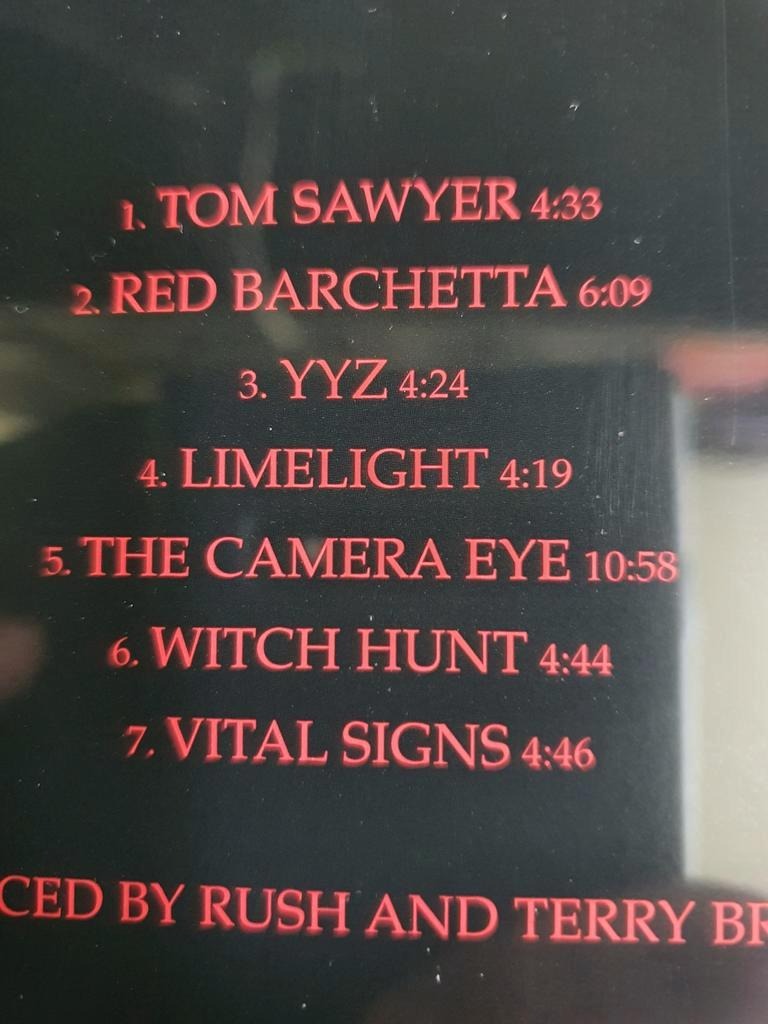 1. TOM SAWYER 4:33
2. RED BARCHETTA 6:09
3. YYZ 4:24
4. LIMELIGHT 4:19
5. THE CAMERA EYE 10:58
6. WITCH HUNT 4:44
7. VITAL SIGNS 4:46
CED BY RUSH AND TERRY BR